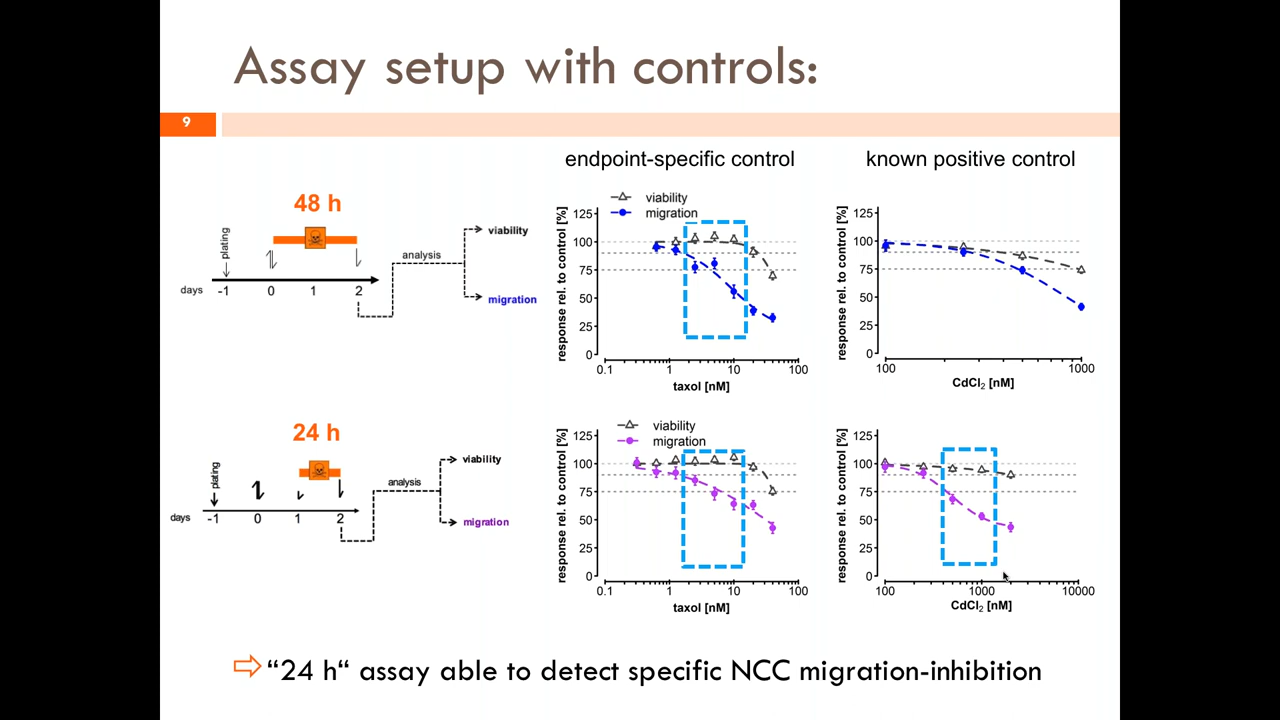 Assay setup with controls:
9
endpoint-specific control
known positive control
48 h
plating
days
-1
0
1
2
analysis
viability
migration
viability
migration
response rel. to control [%]
125
100
75
50
25
0
0.1
1
10
100
taxol [nM]
response rel. to control [%]
125
100
75
50
25
0
100
1000
CdCl₂ [nM]
24 h
plating
days
-1
0
1
2
analysis
viability
migration
viability
migration
response rel. to control [%]
125
100
75
50
25
0
0.1
1
10
100
taxol [nM]
response rel. to control [%]
125
100
75
50
25
0
100
1000
10000
CdCl₂ [nM]
“24 h“ assay able to detect specific NCC migration-inhibition